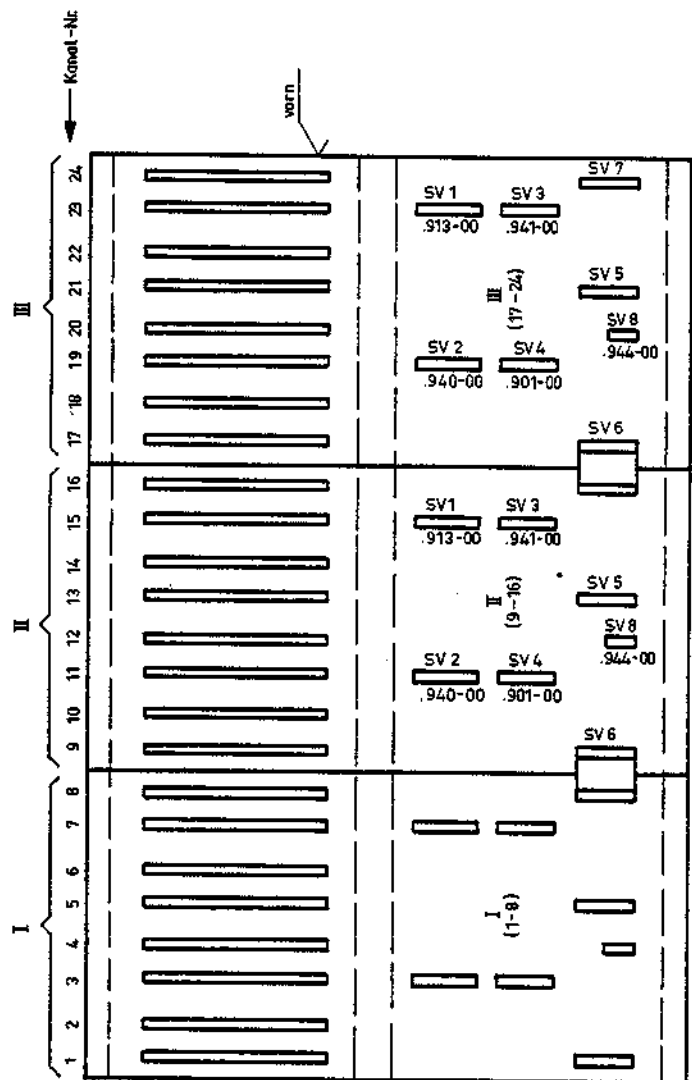 Kanal-Nr.
vorn
III
24
23
22
21
20
19
18
17
SV 7
SV 1
.913-00
SV 3
.941-00
III
(17-24)
SV 5
SV 8
.944-00
SV 2
.940-00
SV 4
.901-00
SV 6
II
16
15
14
13
12
11
10
9
SV1
.913-00
SV 3
.941-00
II
(9-16)
SV 5
SV 8
.944-00
SV 2
.940-00
SV 4
.901-00
SV 6
I
8
7
6
5
4
3
2
1
I
(1-8)